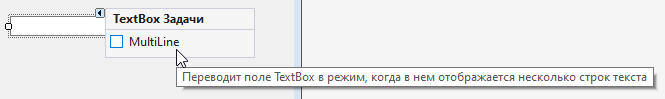 TextBox Задачи
MultiLine
Переводит поле TextBox в режим, когда в нем отображается несколько строк текста